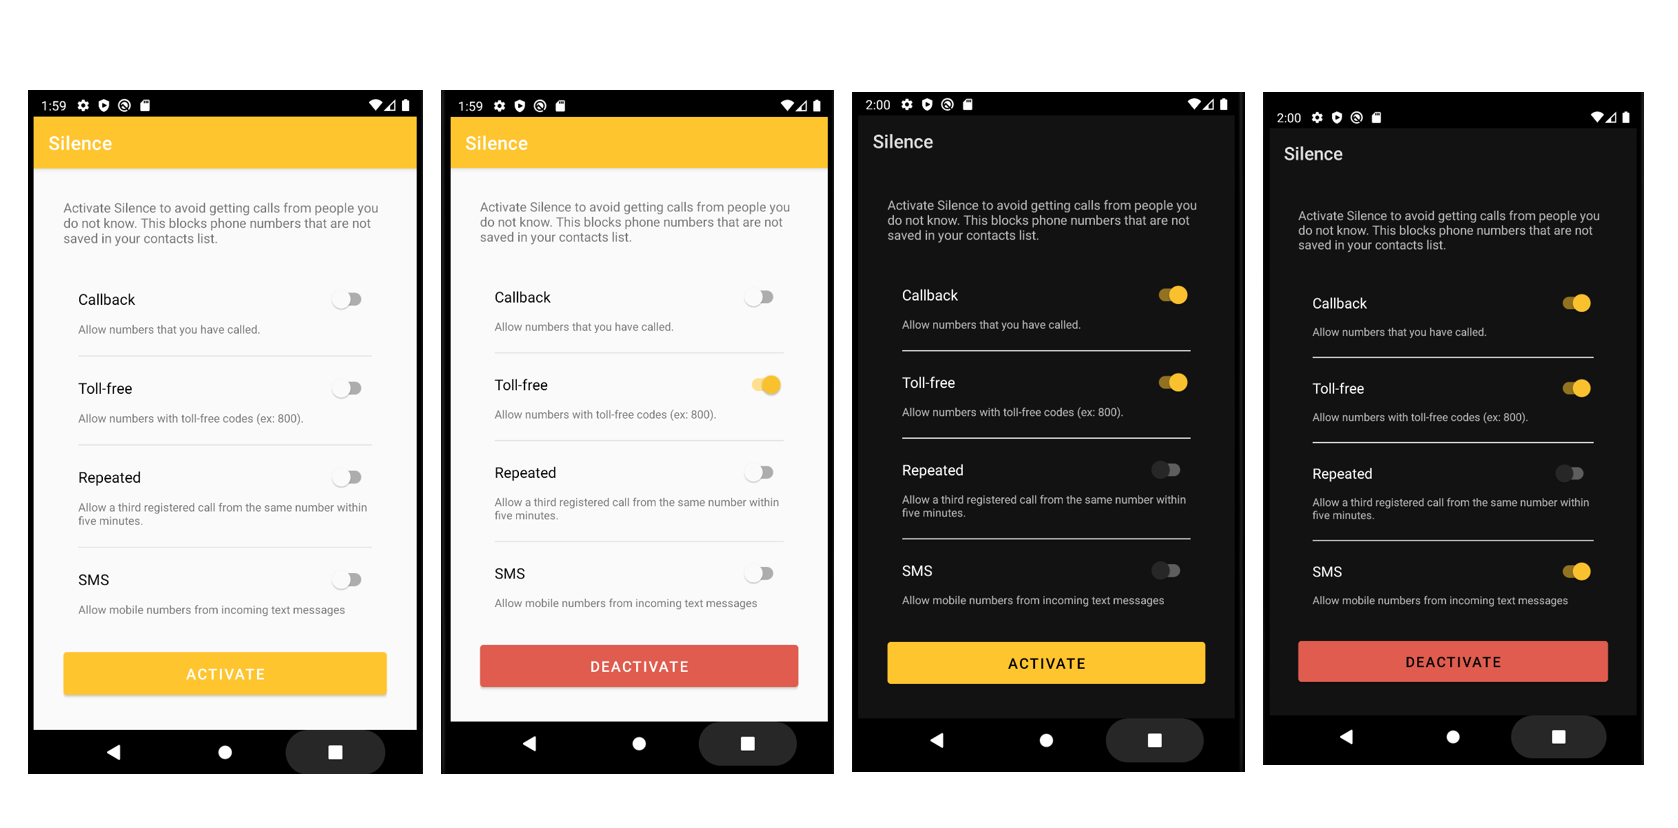 1:59
Silence
Activate Silence to avoid getting calls from people you
do not know. This blocks phone numbers that are not
saved in your contacts list.
Callback
Allow numbers that you have called.
Toll-free
Allow numbers with toll-free codes (ex: 800).
Repeated
Allow a third registered call from the same number within
five minutes.
SMS
Allow mobile numbers from incoming text messages
ACTIVATE
1:59
Silence
Activate Silence to avoid getting calls from people you
do not know. This blocks phone numbers that are not
saved in your contacts list.
Callback
Allow numbers that you have called.
Toll-free
Allow numbers with toll-free codes (ex: 800).
Repeated
Allow a third registered call from the same number within
five minutes.
SMS
Allow mobile numbers from incoming text messages
DEACTIVATE
2:00
Silence
Activate Silence to avoid getting calls from people you
do not know. This blocks phone numbers that are not
saved in your contacts list.
Callback
Allow numbers that you have called.
Toll-free
Allow numbers with toll-free codes (ex: 800).
Repeated
Allow a third registered call from the same number within
five minutes.
SMS
Allow mobile numbers from incoming text messages
ACTIVATE
2:00
Silence
Activate Silence to avoid getting calls from people you
do not know. This blocks phone numbers that are not
saved in your contacts list.
Callback
Allow numbers that you have called.
Toll-free
Allow numbers with toll-free codes (ex: 800).
Repeated
Allow a third registered call from the same number within
five minutes.
SMS
Allow mobile numbers from incoming text messages
DEACTIVATE